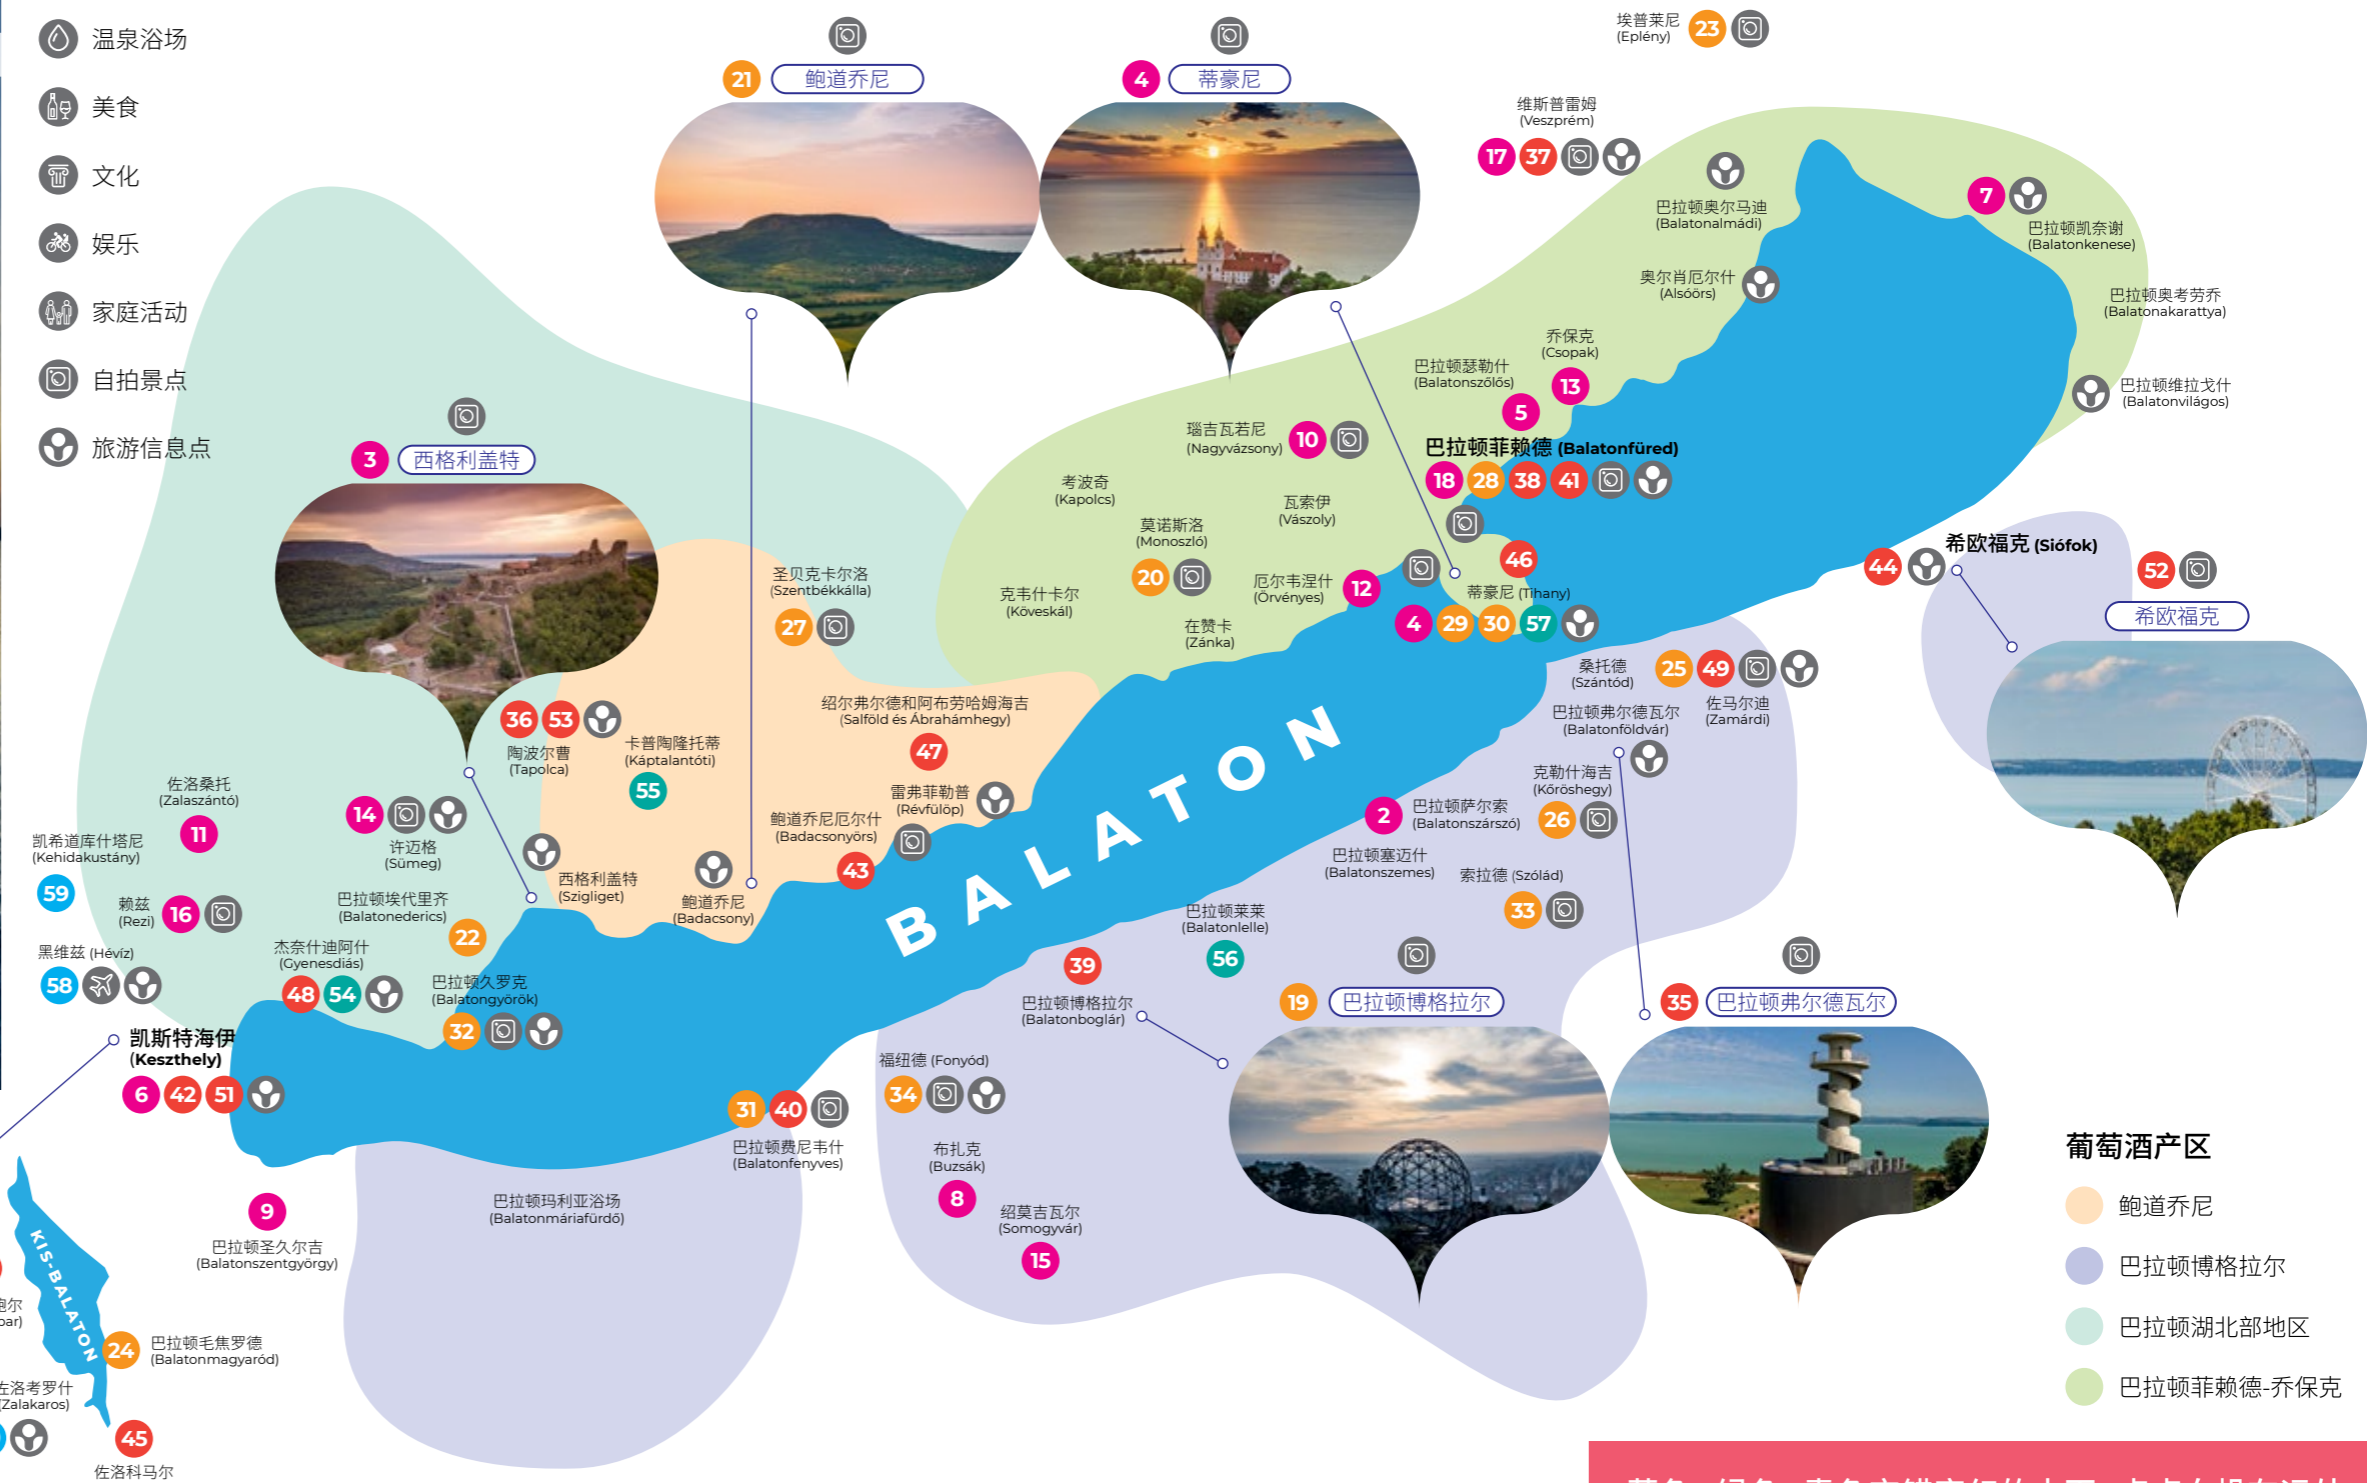 温泉浴场
美食
文化
娱乐
家庭活动
自拍景点
旅游信息点
21 鲍道乔尼
4 蒂豪尼
埃普莱尼
(Eplény)
23
维斯普雷姆
(Veszprém)
17 37
巴拉顿奥尔马迪
(Balatonalmádi)
7
巴拉顿凯奈谢
(Balatonkenese)
奥尔肖厄尔什
(Alsóörs)
巴拉顿奥考劳乔
(Balatonakarattya)
乔保克
(Csopak)
13
巴拉顿瑟勒什
(Balatonszőlős)
5
巴拉顿维拉戈什
(Balatonvilágos)
3 西格利盖特
瑙吉瓦若尼
(Nagyvázsony)
10
巴拉顿菲赖德 (Balatonfüred)
18 28 38 41
考波奇
(Kapolcs)
瓦索伊
(Vászoly)
莫诺斯洛
(Monoszló)
20
46
44
希欧福克 (Siófok)
52
希欧福克
圣贝克卡尔洛
(Szentbékkálla)
27
克韦什卡尔
(Köveskál)
厄尔韦涅什
(Örvényes)
12
蒂豪尼 (Tihany)
4 29 30 57
在赞卡
(Zánka)
桑托德
(Szántód)
25 49
佐马尔迪
(Zamárdi)
绍尔弗尔德和阿布劳哈姆海吉
(Salföld és Ábrahámhegy)
47
巴拉顿弗尔德瓦尔
(Balatonföldvár)
36 53
陶波尔曹
(Tapolca)
卡普陶隆托蒂
(Káptalantóti)
55
克勒什海吉
(Kőröshegy)
26
佐洛桑托
(Zalaszántó)
11
14
许迈格
(Sümeg)
雷弗菲勒普
(Révfülöp)
鲍道乔尼厄尔什
(Badacsonyörs)
43
2
巴拉顿萨尔索
(Balatonszárszó)
凯希道库什塔尼
(Kehidakustány)
59
巴拉顿塞迈什
(Balatonszemes)
索拉德 (Szólád)
33
西格利盖特
(Szigliget)
鲍道乔尼
(Badacsony)
BALATON
赖兹
(Rezi)
16
巴拉顿埃代里齐
(Balatonederics)
22
巴拉顿莱莱
(Balatonlelle)
56
黑维兹 (Hévíz)
58
杰奈什迪阿什
(Gyenesdiás)
48 54
巴拉顿久罗克
(Balatongyörök)
32
39
巴拉顿博格拉尔
(Balatonboglár)
19 巴拉顿博格拉尔
35 巴拉顿弗尔德瓦尔
凯斯特海伊
(Keszthely)
6 42 51
福纽德 (Fonyód)
34
31 40
巴拉顿费尼韦什
(Balatonfenyves)
布扎克
(Buzsák)
8
巴拉顿玛利亚浴场
(Balatonmáriafürdő)
绍莫吉瓦尔
(Somogyvár)
15
9
巴拉顿圣久尔吉
(Balatonszentgyörgy)
KIS-BALATON
24
巴拉顿毛焦罗德
(Balatonmagyaród)
佐洛考罗什
(Zalakaros)
45
佐洛科马尔
葡萄酒产区
鲍道乔尼
巴拉顿博格拉尔
巴拉顿湖北部地区
巴拉顿菲赖德-乔保克